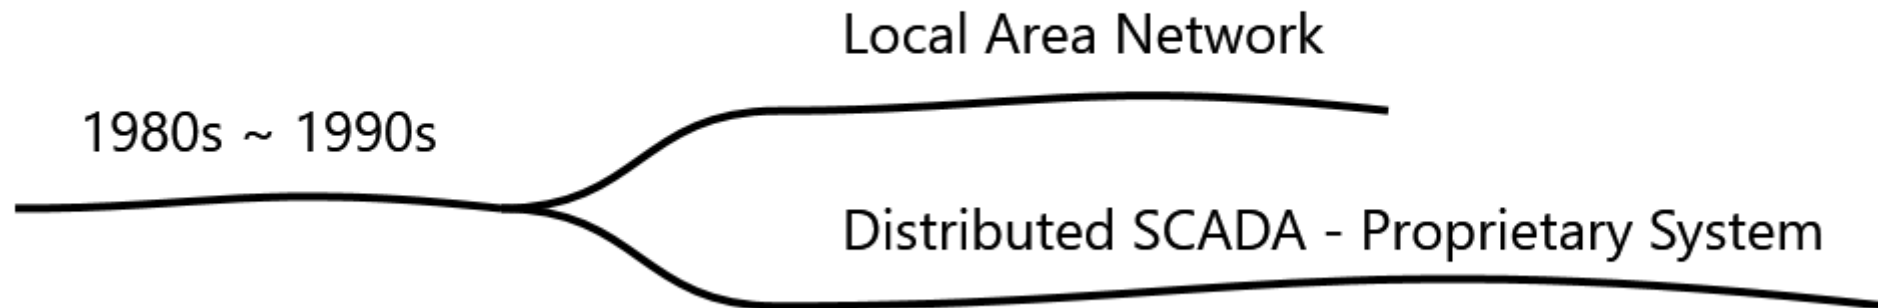 Local Area Network
1980s ~ 1990s
Distributed SCADA - Proprietary System